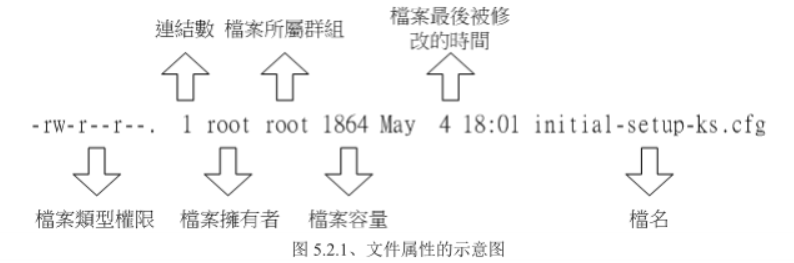 檔案最後被修
連結數 檔案所屬群組 改的時間
-rw-r--r--. 1 root root 1864 May 4 18:01 initial-setup-ks.cfg
檔案類型權限 檔案擁有者 檔案容量 檔名
图 5.2.1、文件属性的示意图